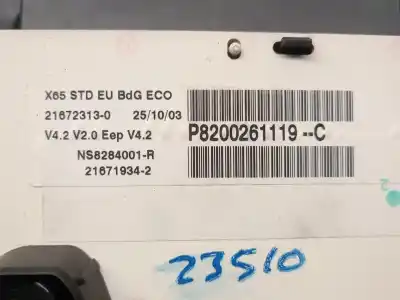 X65 STD EU BdG ECO
21672313-0 25/10/03
V4.2 V2.0 Eep V4.2
P8200261119 --C
NS8284001-R
21671934-2
23510
2